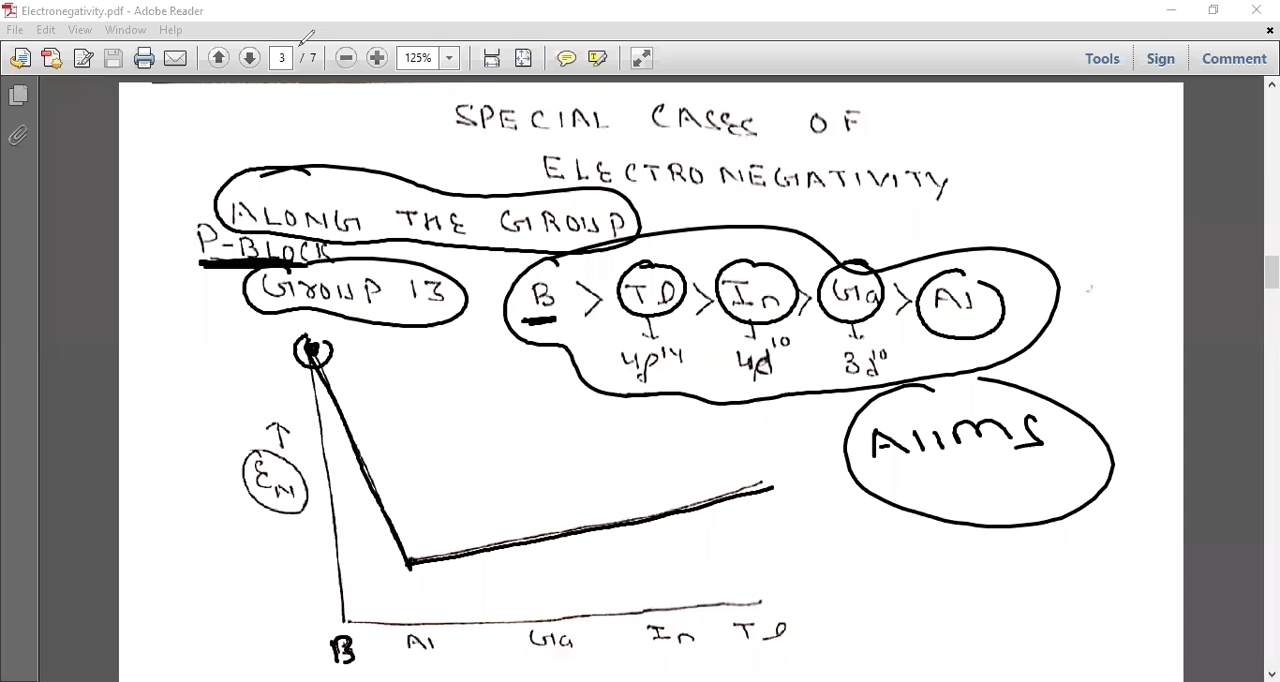 Electronegativity.pdf - Adobe Reader
File Edit View Window Help
3 / 7 125% Tools Sign Comment
SPECIAL CASES OF
ELECTRONEGATIVITY
ALONG THE GROUP
P-BLOCK
GROUP 13
B > Tl > In > Ga > Al
4f14 4d10 3d10
AIIMS
EN
B Al Ga In Tl